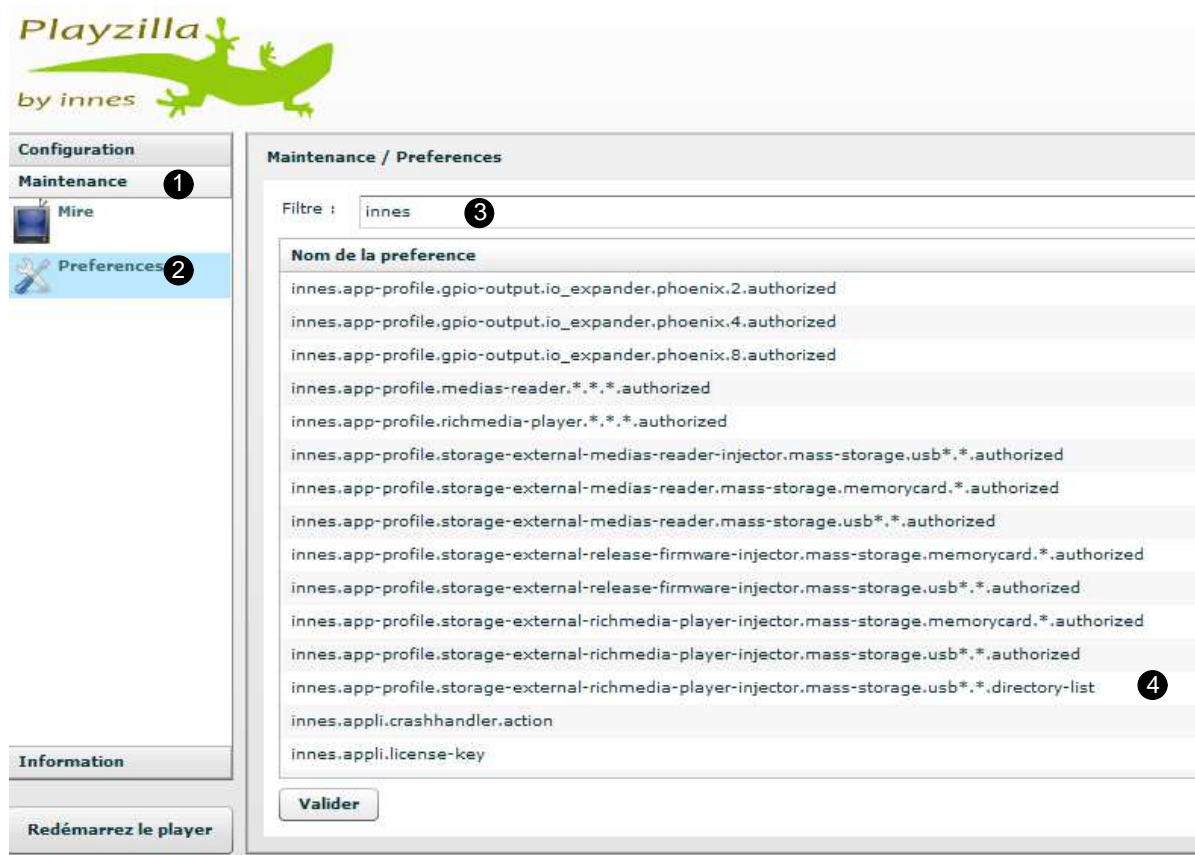 Playzilla
by innes
Configuration
Maintenance 1
Mire
Preferences 2
Information
Redémarrez le player
Maintenance / Preferences
Filtre : innes 3
Nom de la preference
innes.app-profile.gpio-output.io_expander.phoenix.2.authorized
innes.app-profile.gpio-output.io_expander.phoenix.4.authorized
innes.app-profile.gpio-output.io_expander.phoenix.8.authorized
innes.app-profile.medias-reader.*.*.*.authorized
innes.app-profile.richmedia-player.*.*.*.authorized
innes.app-profile.storage-external-medias-reader-injector.mass-storage.usb*.*.authorized
innes.app-profile.storage-external-medias-reader.mass-storage.memorycard.*.authorized
innes.app-profile.storage-external-medias-reader.mass-storage.usb*.*.authorized
innes.app-profile.storage-external-release-firmware-injector.mass-storage.memorycard.*.authorized
innes.app-profile.storage-external-release-firmware-injector.mass-storage.usb*.*.authorized
innes.app-profile.storage-external-richmedia-player-injector.mass-storage.memorycard.*.authorized
innes.app-profile.storage-external-richmedia-player-injector.mass-storage.usb*.*.authorized
innes.app-profile.storage-external-richmedia-player-injector.mass-storage.usb*.*.directory-list 4
innes.appli.crashhandler.action
innes.appli.license-key
Valider